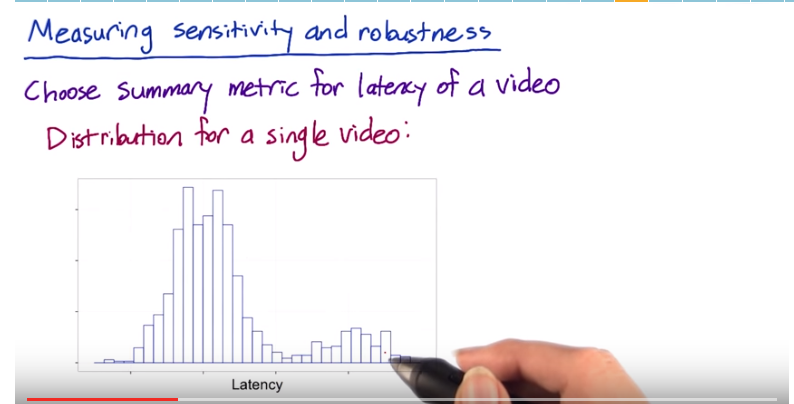 Measuring sensitivity and robustness
Choose summary metric for latency of a video
Distribution for a single video:
Latency